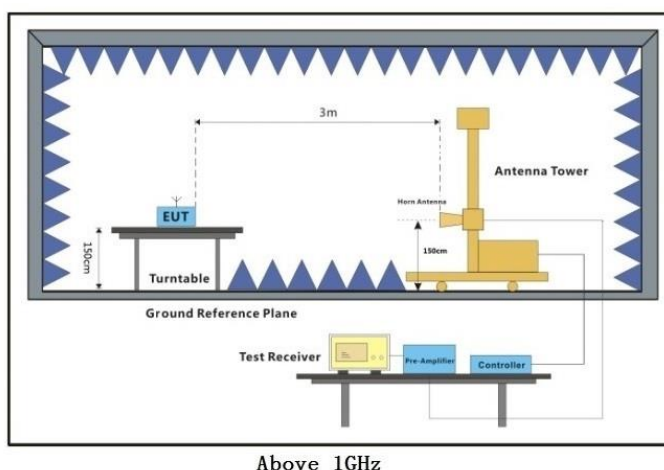 3m
Antenna Tower
Horn Antenna
EUT
150cm
150cm
Turntable
Ground Reference Plane
Test Receiver
Pre-Amplifier
Controller
Above 1GHz